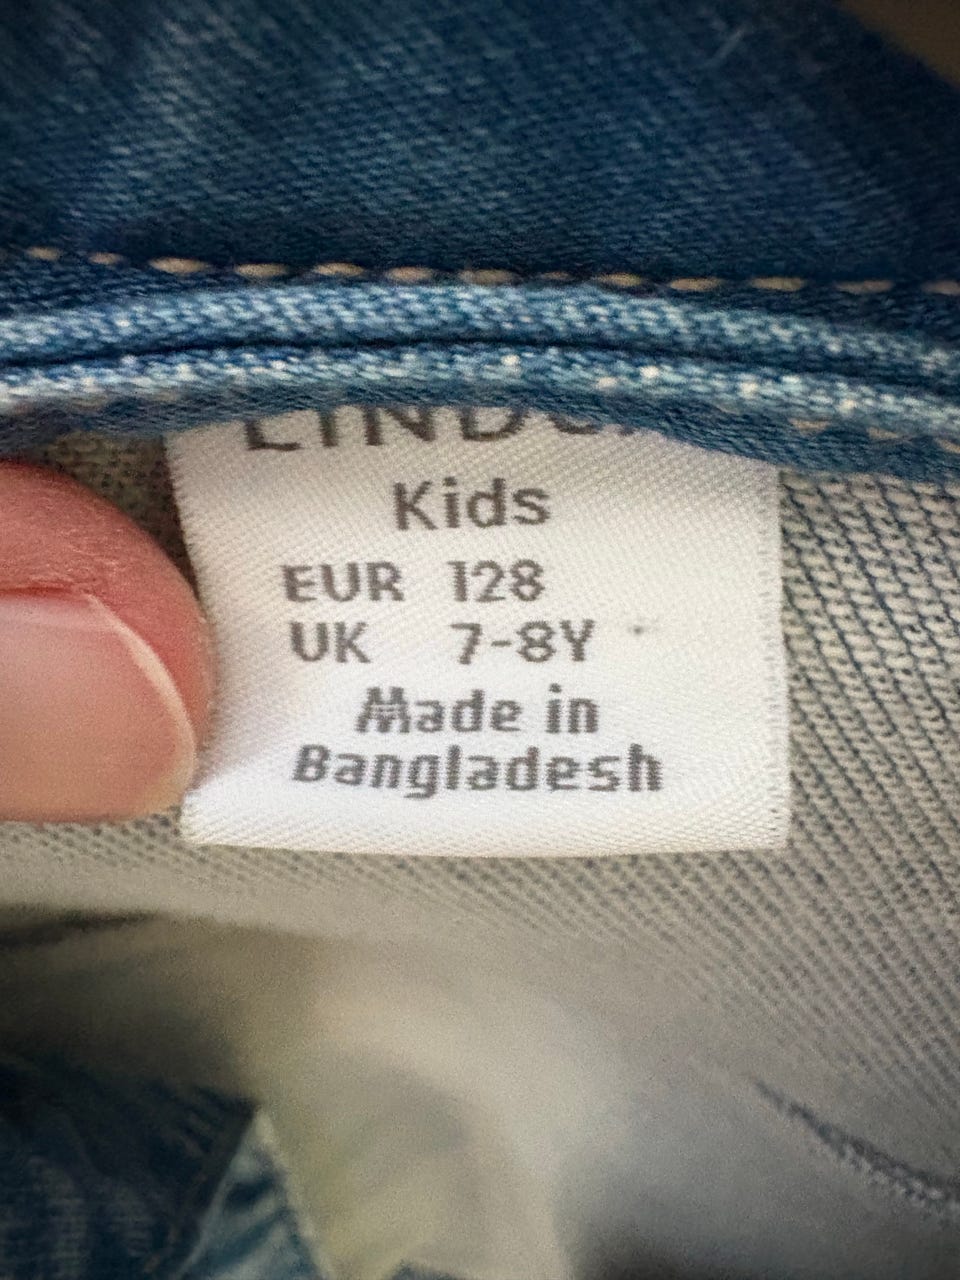 Kids
EUR 128
UK 7-8Y
Made in
Bangladesh